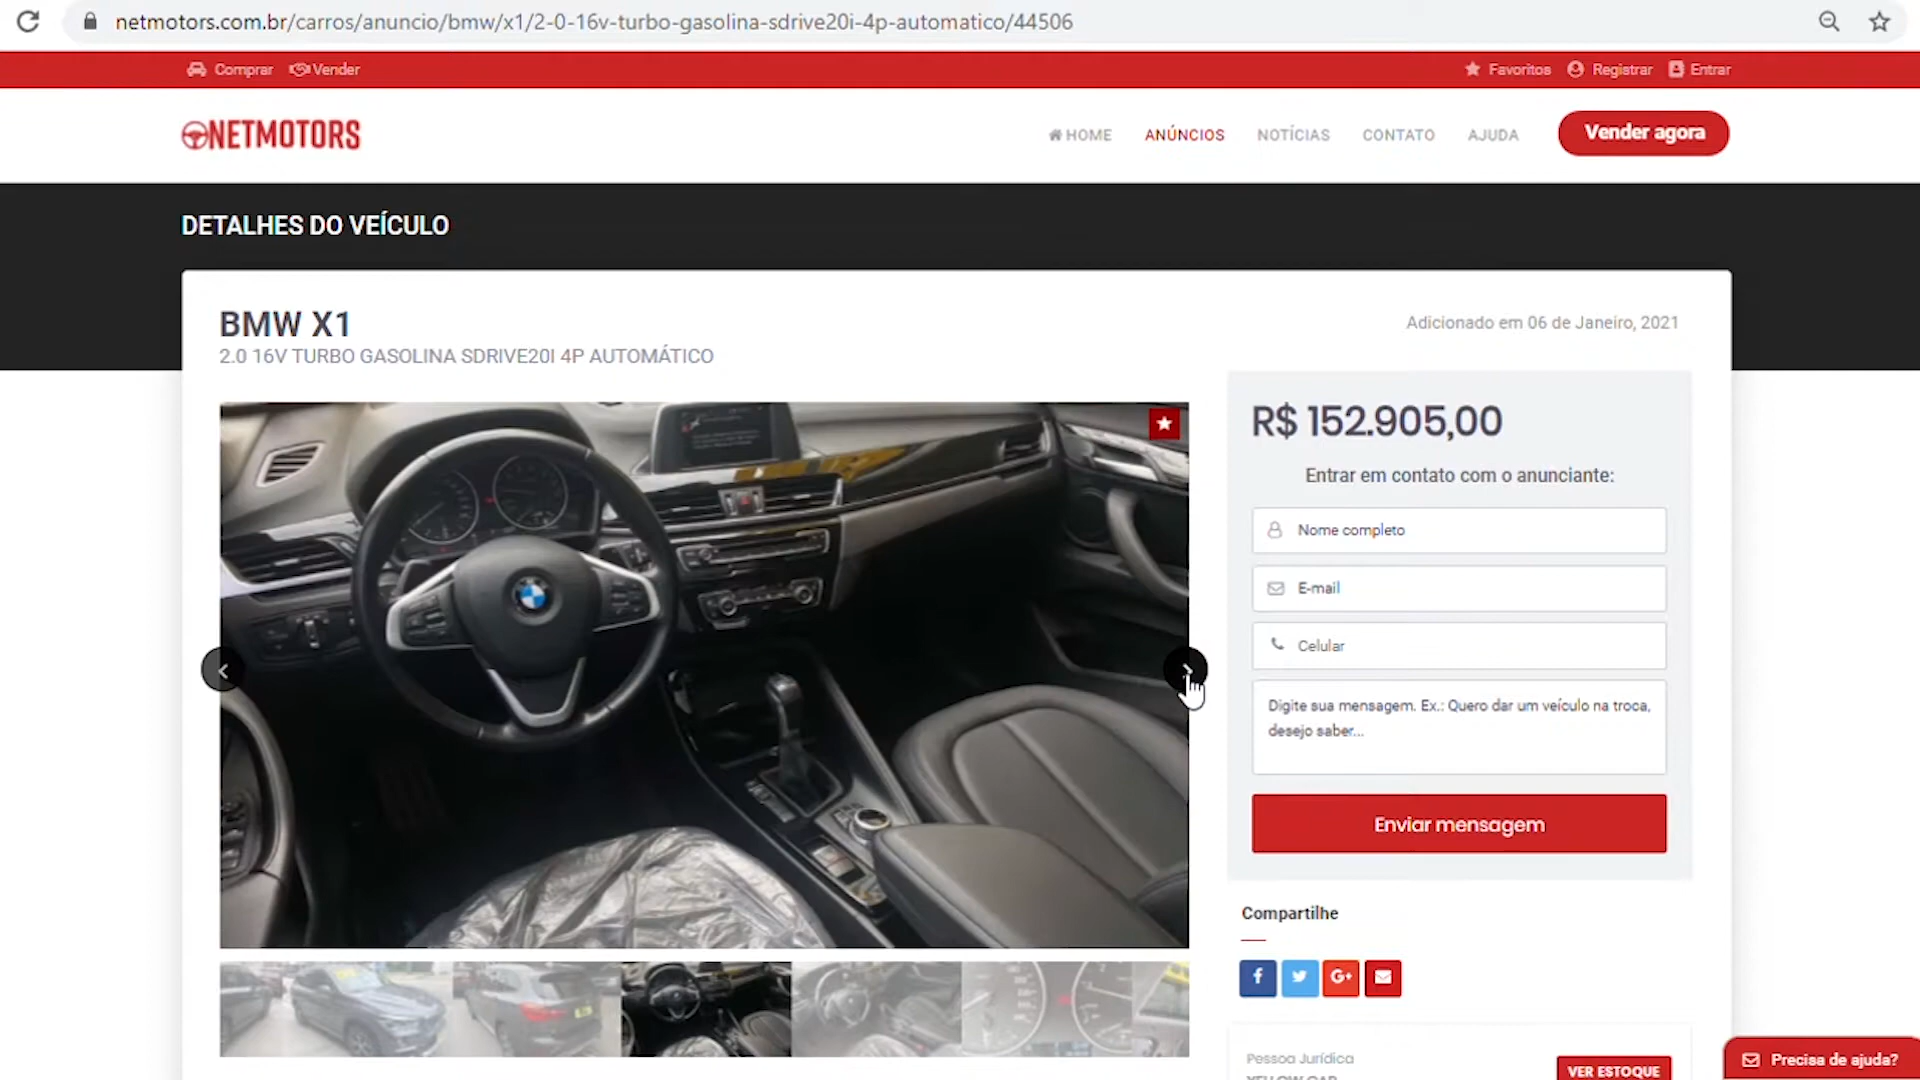 netmotors.com.br/carros/anuncio/bmw/x1/2-0-16v-turbo-gasolina-sdrive20i-4p-automatico/44506
Comprar Vender Favoritos Registrar Entrar
NETMOTORS
HOME ANÚNCIOS NOTÍCIAS CONTATO AJUDA Vender agora
DETALHES DO VEÍCULO
BMW X1
2.0 16V TURBO GASOLINA SDRIVE20I 4P AUTOMÁTICO
Adicionado em 06 de Janeiro, 2021
R$ 152.905,00
Entrar em contato com o anunciante:
Nome completo
E-mail
Celular
Digite sua mensagem. Ex.: Quero dar um veículo na troca,
desejo saber...
Enviar mensagem
Compartilhe
Pessoa Jurídica
VER ESTOQUE
Precisa de ajuda?